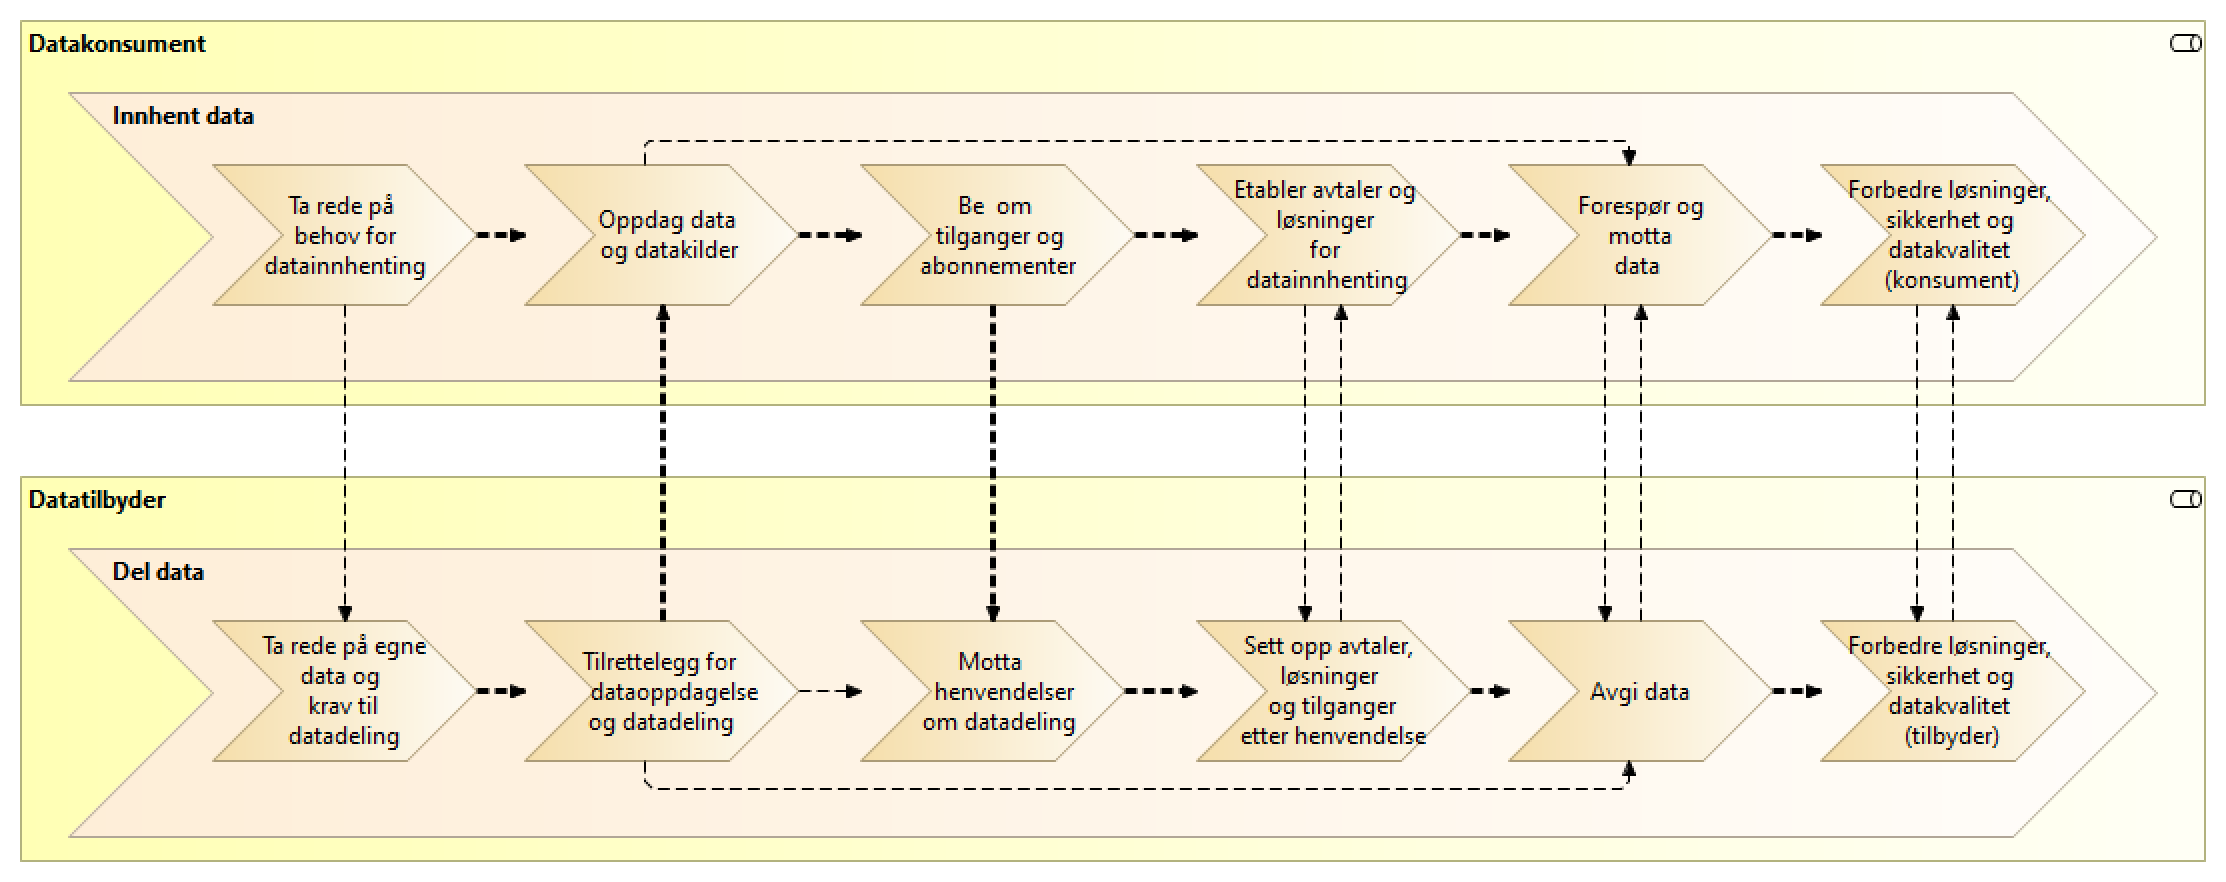 Datakonsument
Innhent data
Ta rede på
behov for
datainnhenting
Oppdag data
og datakilder
Be  om
tilganger og
abonnementer
Etabler avtaler og
løsninger
for
datainnhenting
Forespør og
motta
data
Forbedre løsninger,
sikkerhet og
datakvalitet
(konsument)
Datatilbyder
Del data
Ta rede på egne
data og
krav til
datadeling
Tilrettelegg for
dataoppdagelse
og datadeling
Motta
henvendelser
om datadeling
Sett opp avtaler,
løsninger
og tilganger
etter henvendelse
Avgi data
Forbedre løsninger,
sikkerhet og
datakvalitet
(tilbyder)